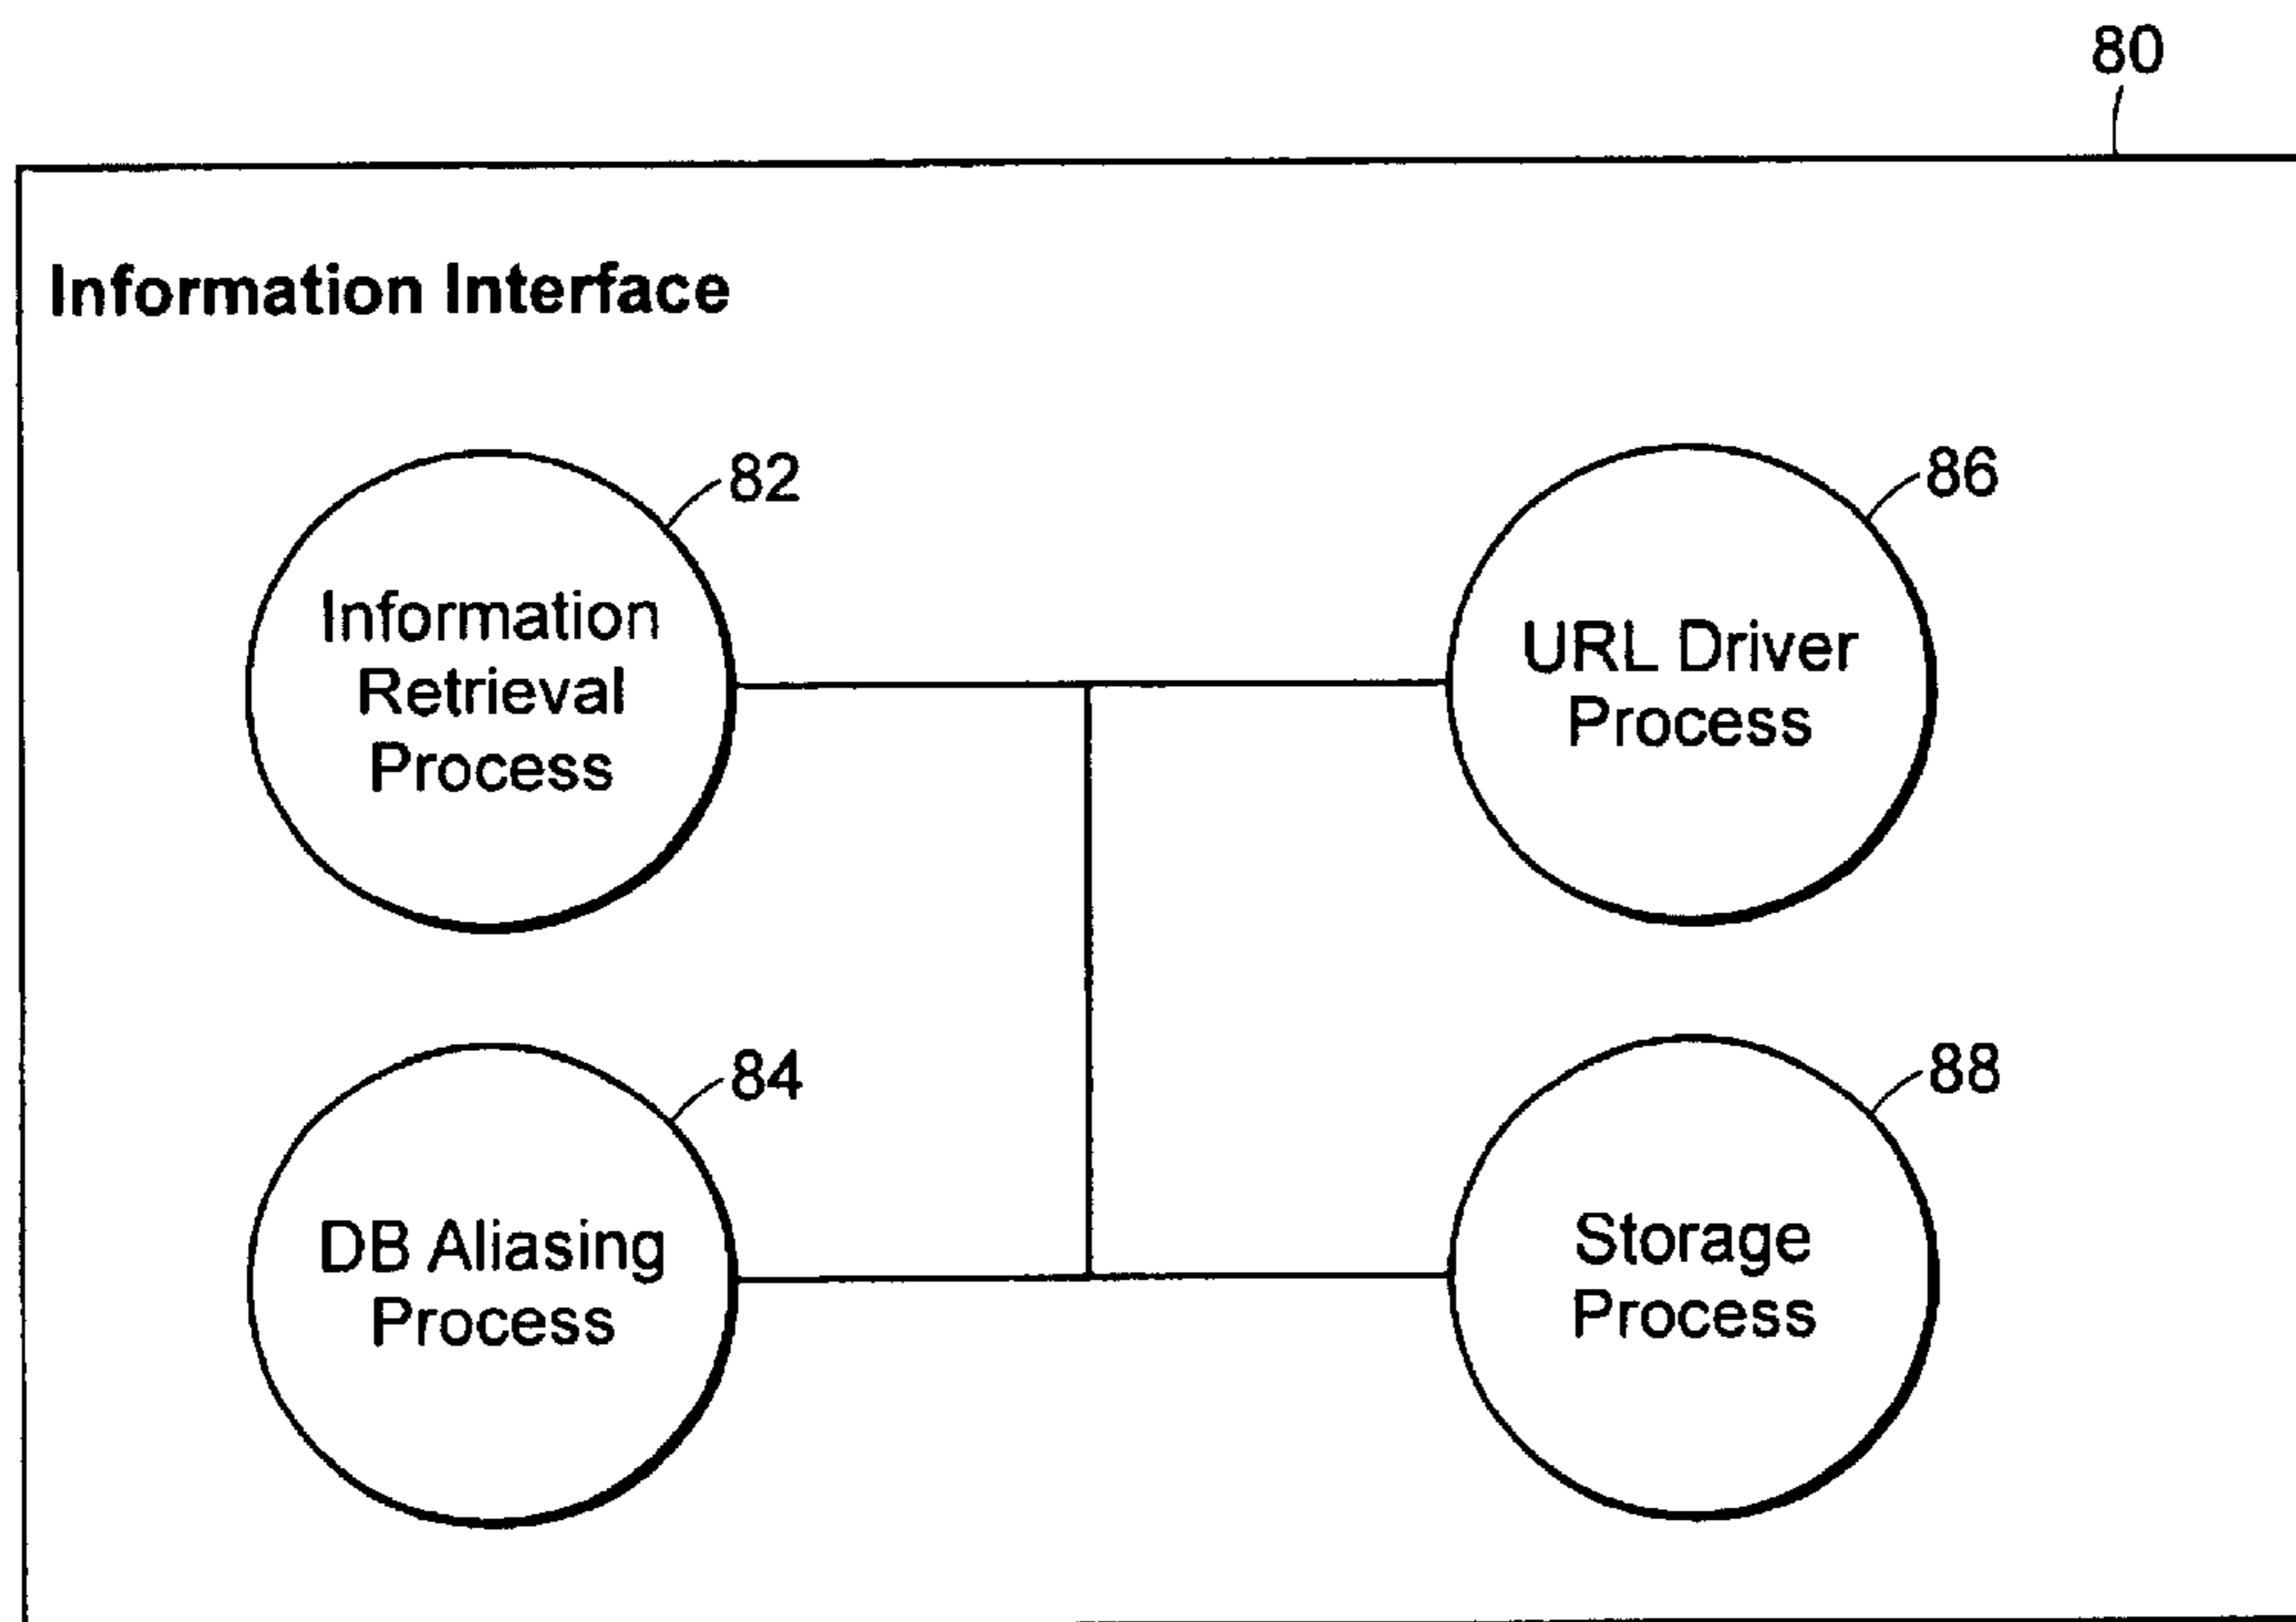 80
Information Interface
82
Information
Retrieval
Process
86
URL Driver
Process
84
DB Aliasing
Process
88
Storage
Process